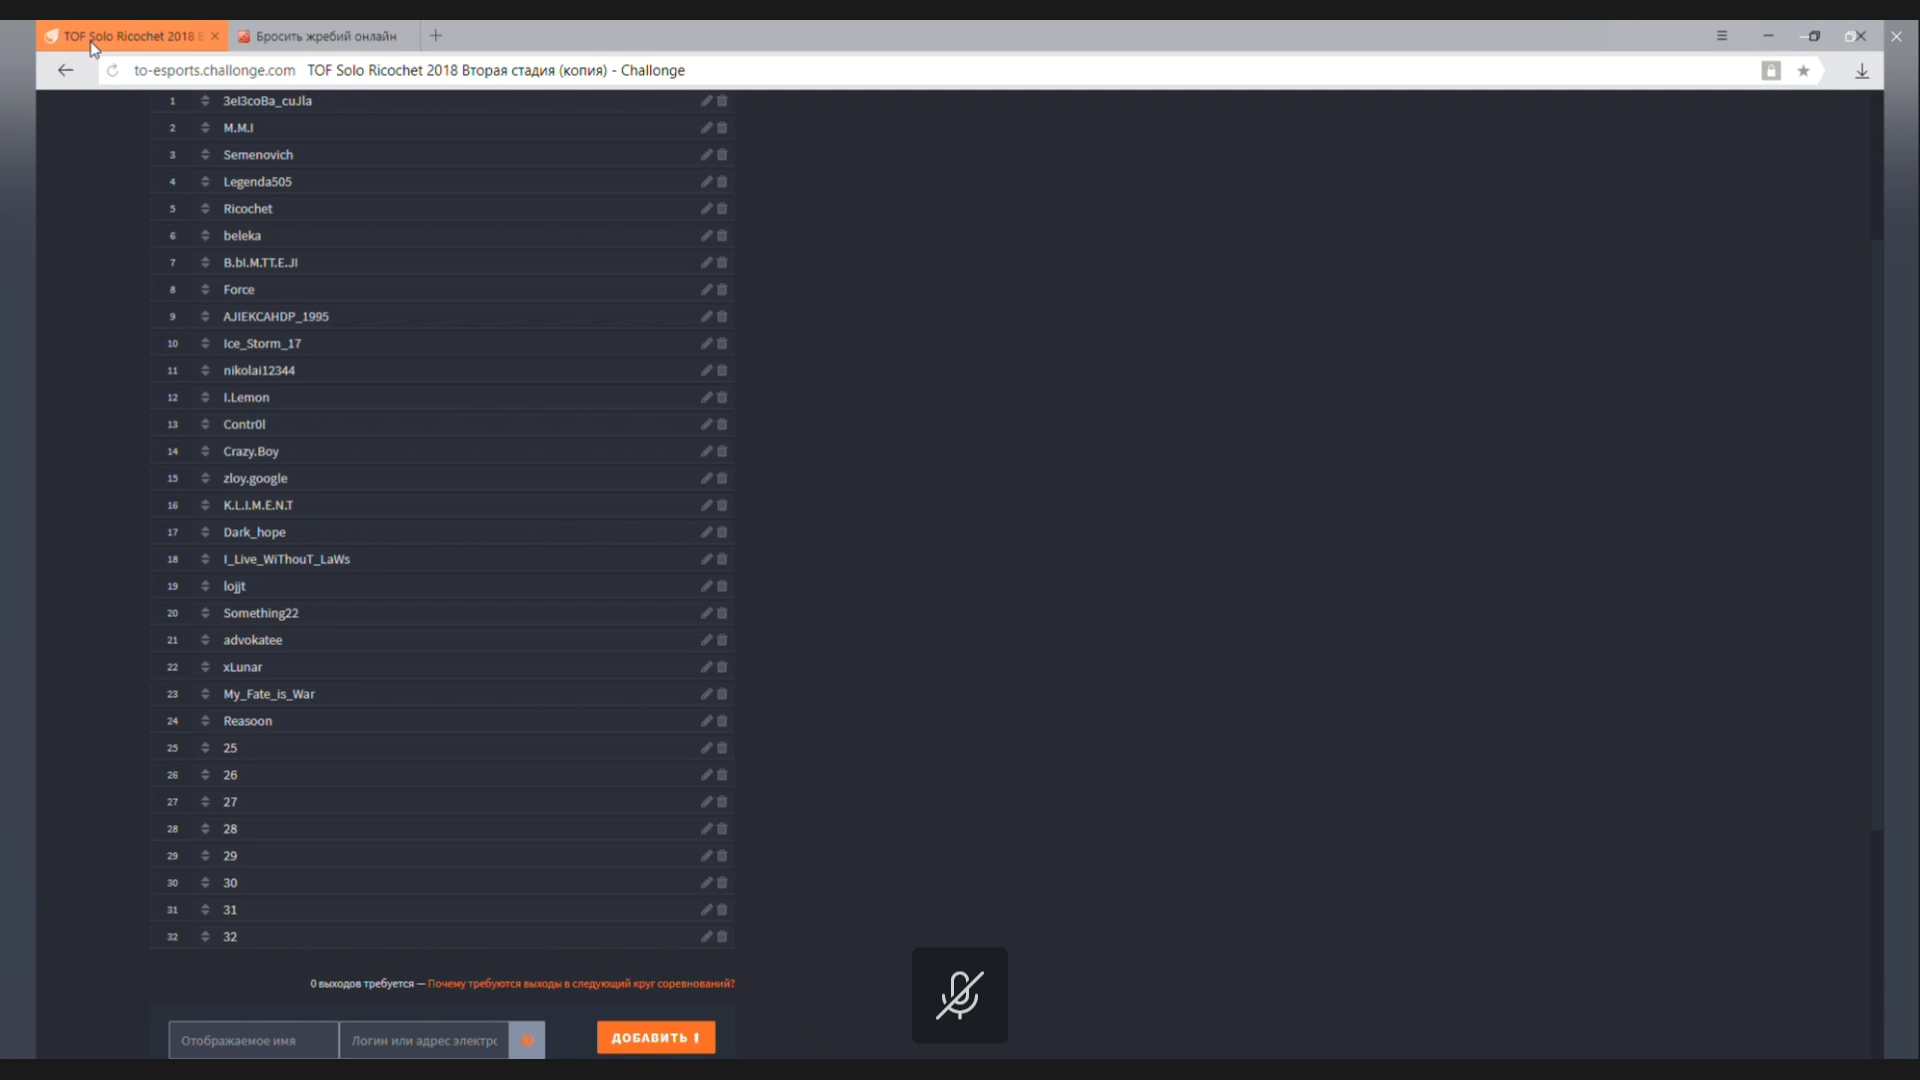 TOF Solo Ricochet 2018 В
Бросить жребий онлайн
to-esports.challonge.com TOF Solo Ricochet 2018 Вторая стадия (копия) - Challonge
1 3eI3coBa_cuJIa
2 M.M.I
3 Semenovich
4 Legenda505
5 Ricochet
6 beleka
7 B.bI.M.TT.E.JI
8 Force
9 AJIEKCAHDP_1995
10 Ice_Storm_17
11 nikolai12344
12 I.Lemon
13 Contr0l
14 Crazy.Boy
15 zloy.google
16 K.L.I.M.E.N.T
17 Dark_hope
18 I_Live_WiThouT_LaWs
19 lojjt
20 Something22
21 advokatee
22 xLunar
23 My_Fate_is_War
24 Reasoon
25 25
26 26
27 27
28 28
29 29
30 30
31 31
32 32
0 выходов требуется — Почему требуются выходы в следующий круг соревнований?
Отображаемое имя
Логин или адрес электрс
ДОБАВИТЬ